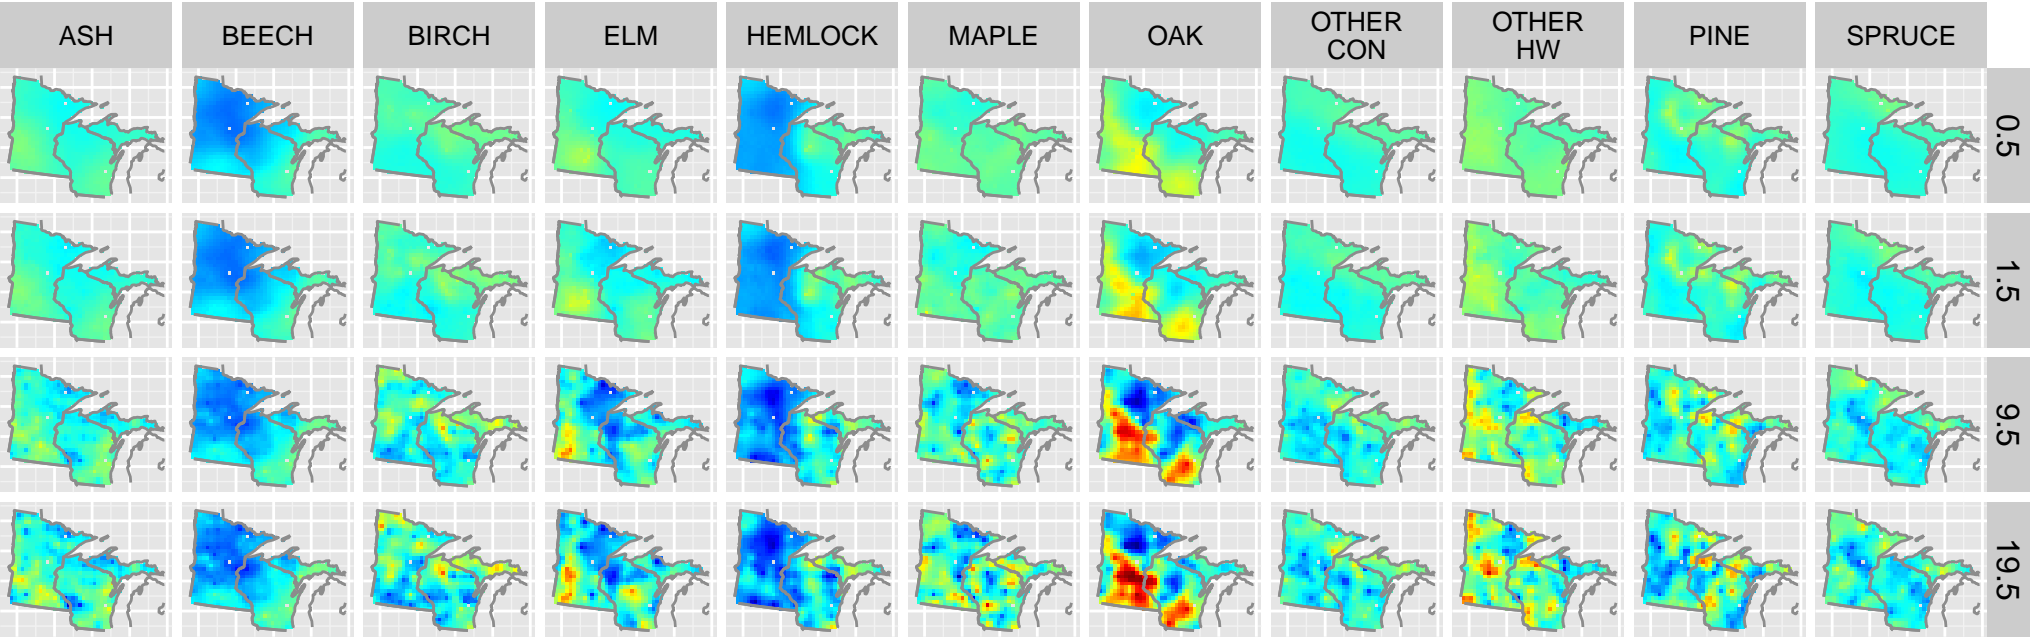 ASH BEECH BIRCH ELM HEMLOCK MAPLE OAK OTHER CON OTHER HW PINE SPRUCE
0.5
1.5
9.5
19.5